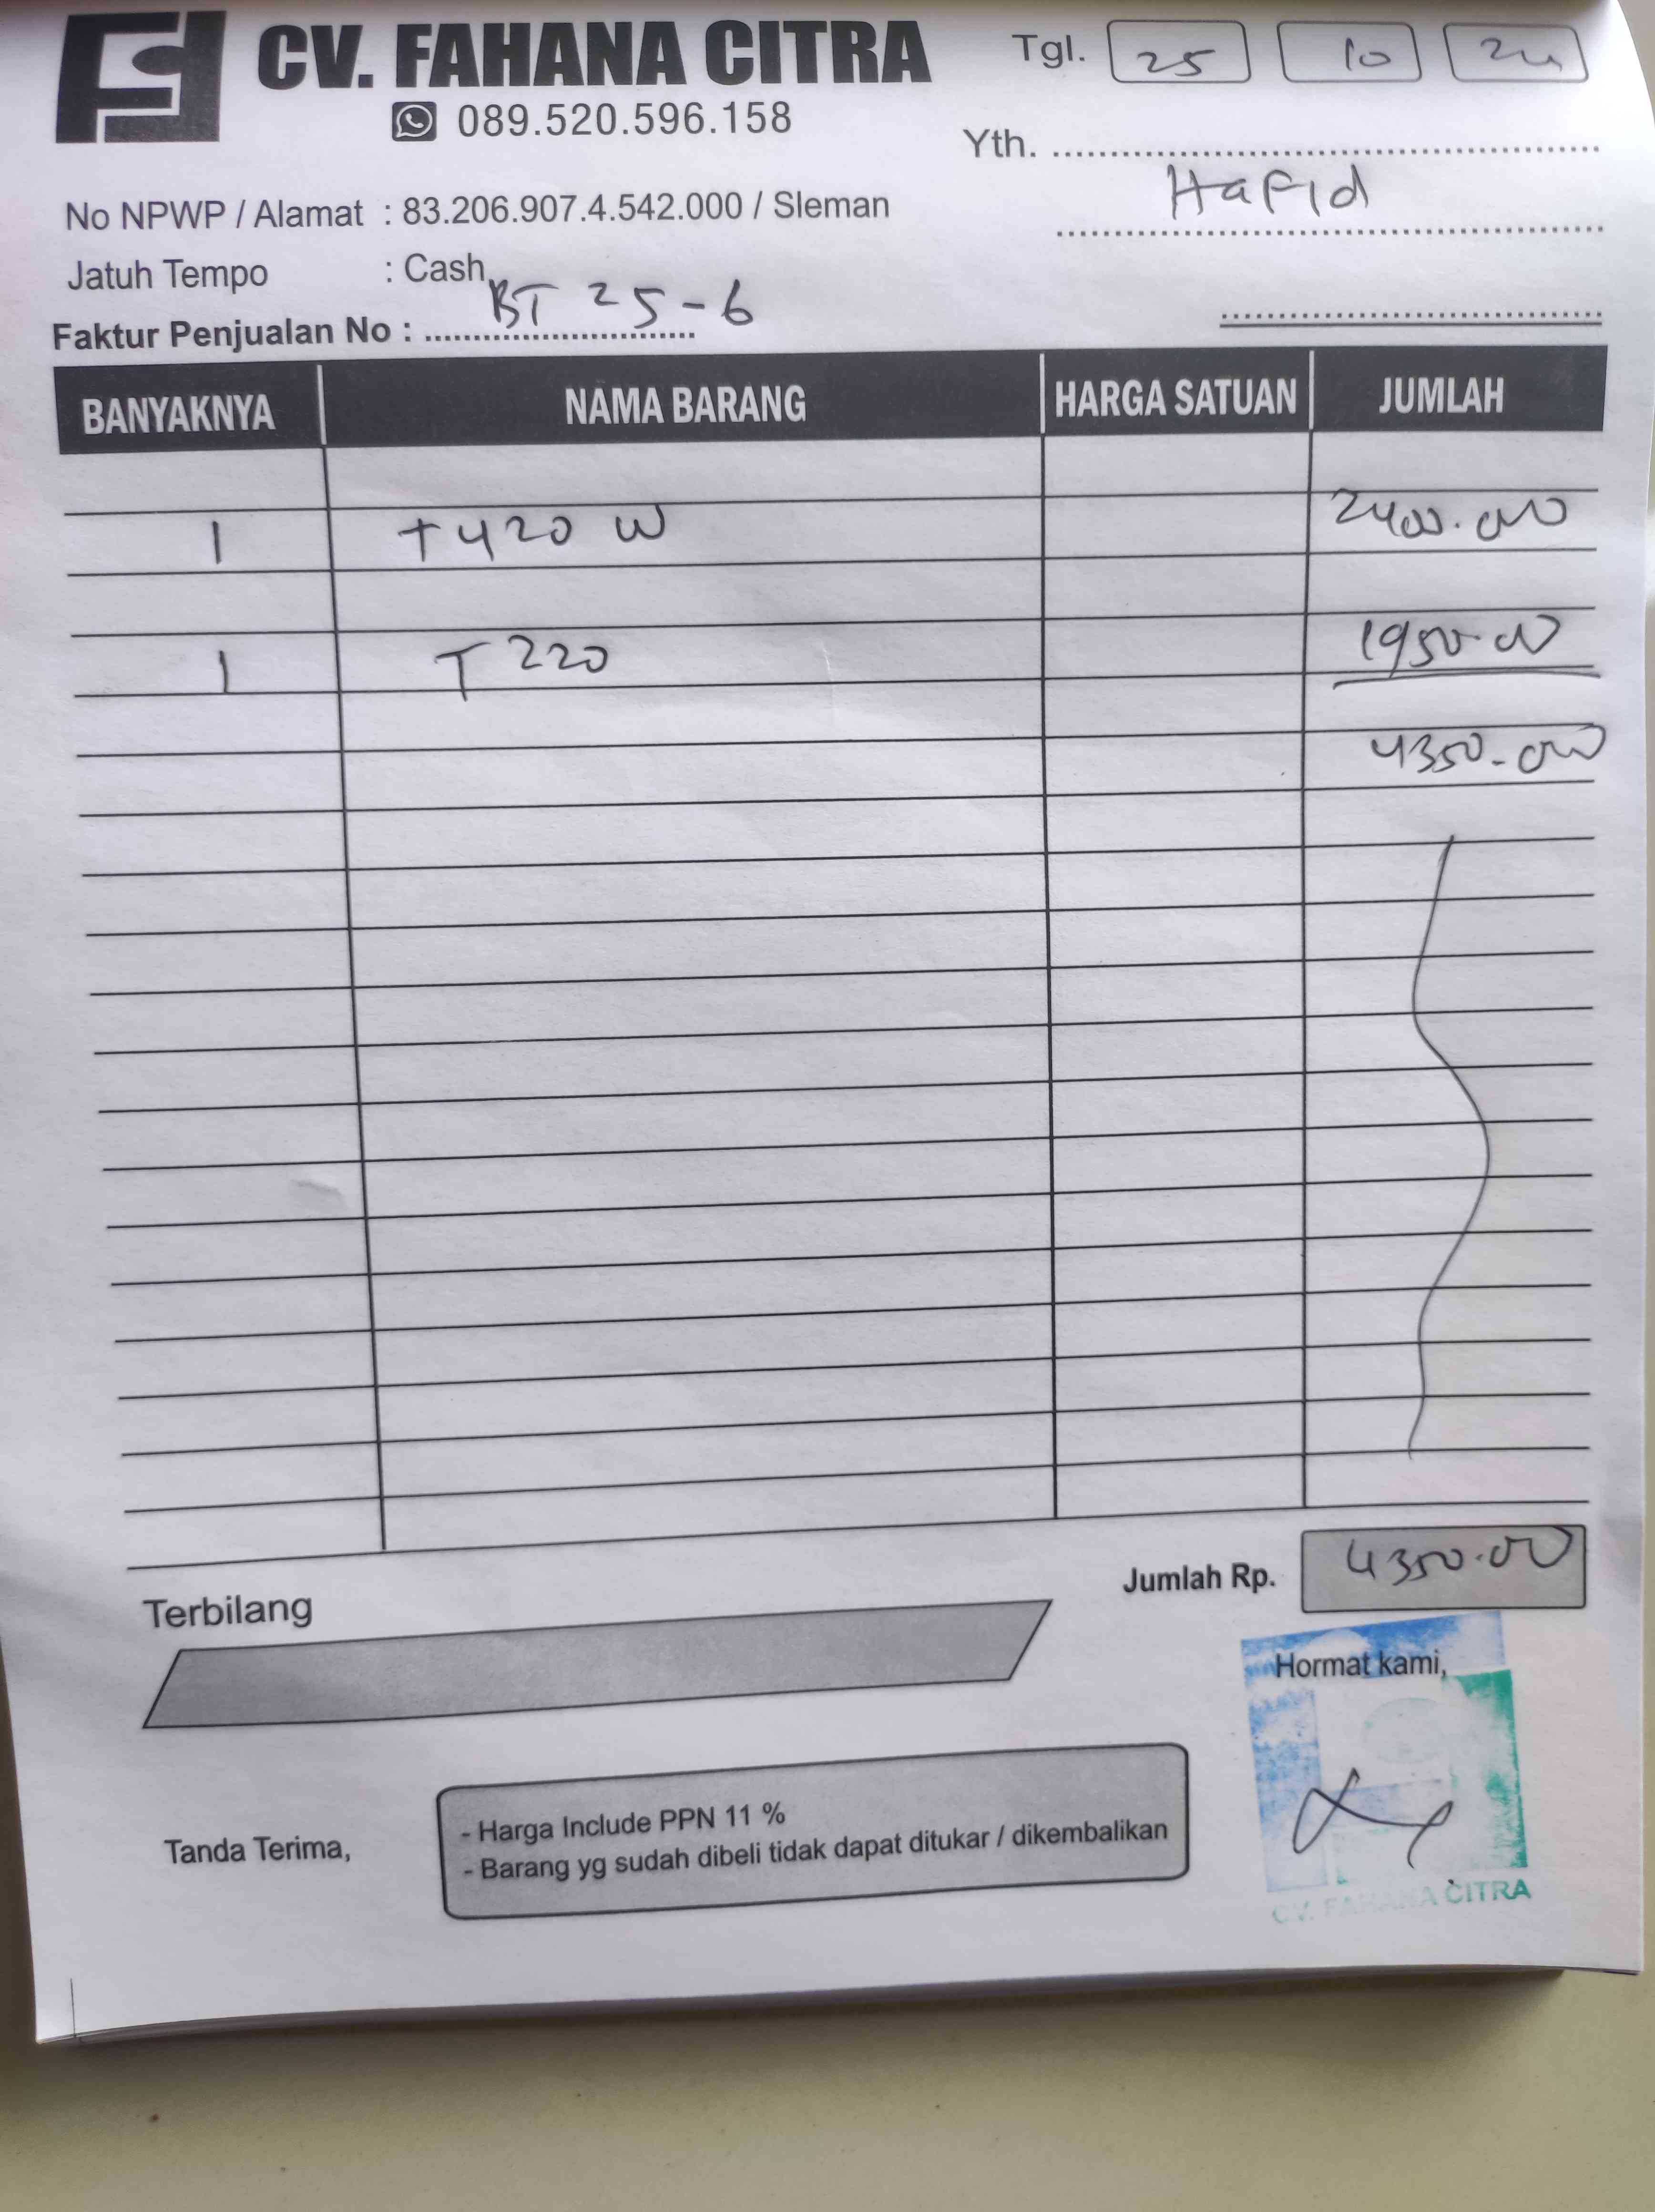 CV. FAHANA CITRA
Tgl. 25 10 24
089.520.596.158
Yth.
Hafid
No NPWP / Alamat : 83.206.907.4.542.000 / Sleman
Jatuh Tempo : Cash
Faktur Penjualan No : BT 25-6
BANYAKNYA NAMA BARANG HARGA SATUAN JUMLAH
1 T420 W 2400.000
1 T 220 1950.00
4350-000
Jumlah Rp. 4350.00
Terbilang
Hormat kami,
- Harga Include PPN 11 %
Tanda Terima,
- Barang yg sudah dibeli tidak dapat ditukar / dikembalikan
CV. FAHANA CITRA